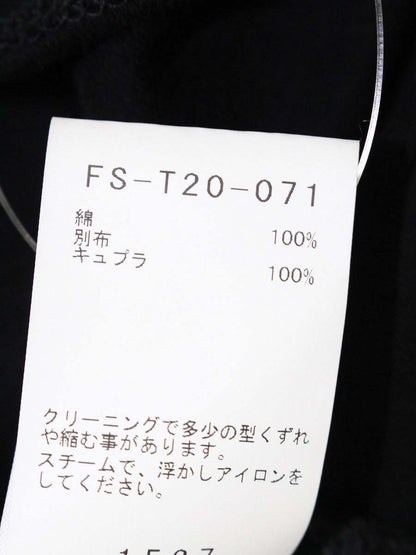 FS-T20-071
綿 100%
別布
キュプラ 100%
クリーニングで多少の型くずれ
や縮む事があります。
スチームで、浮かしアイロンを
してください。